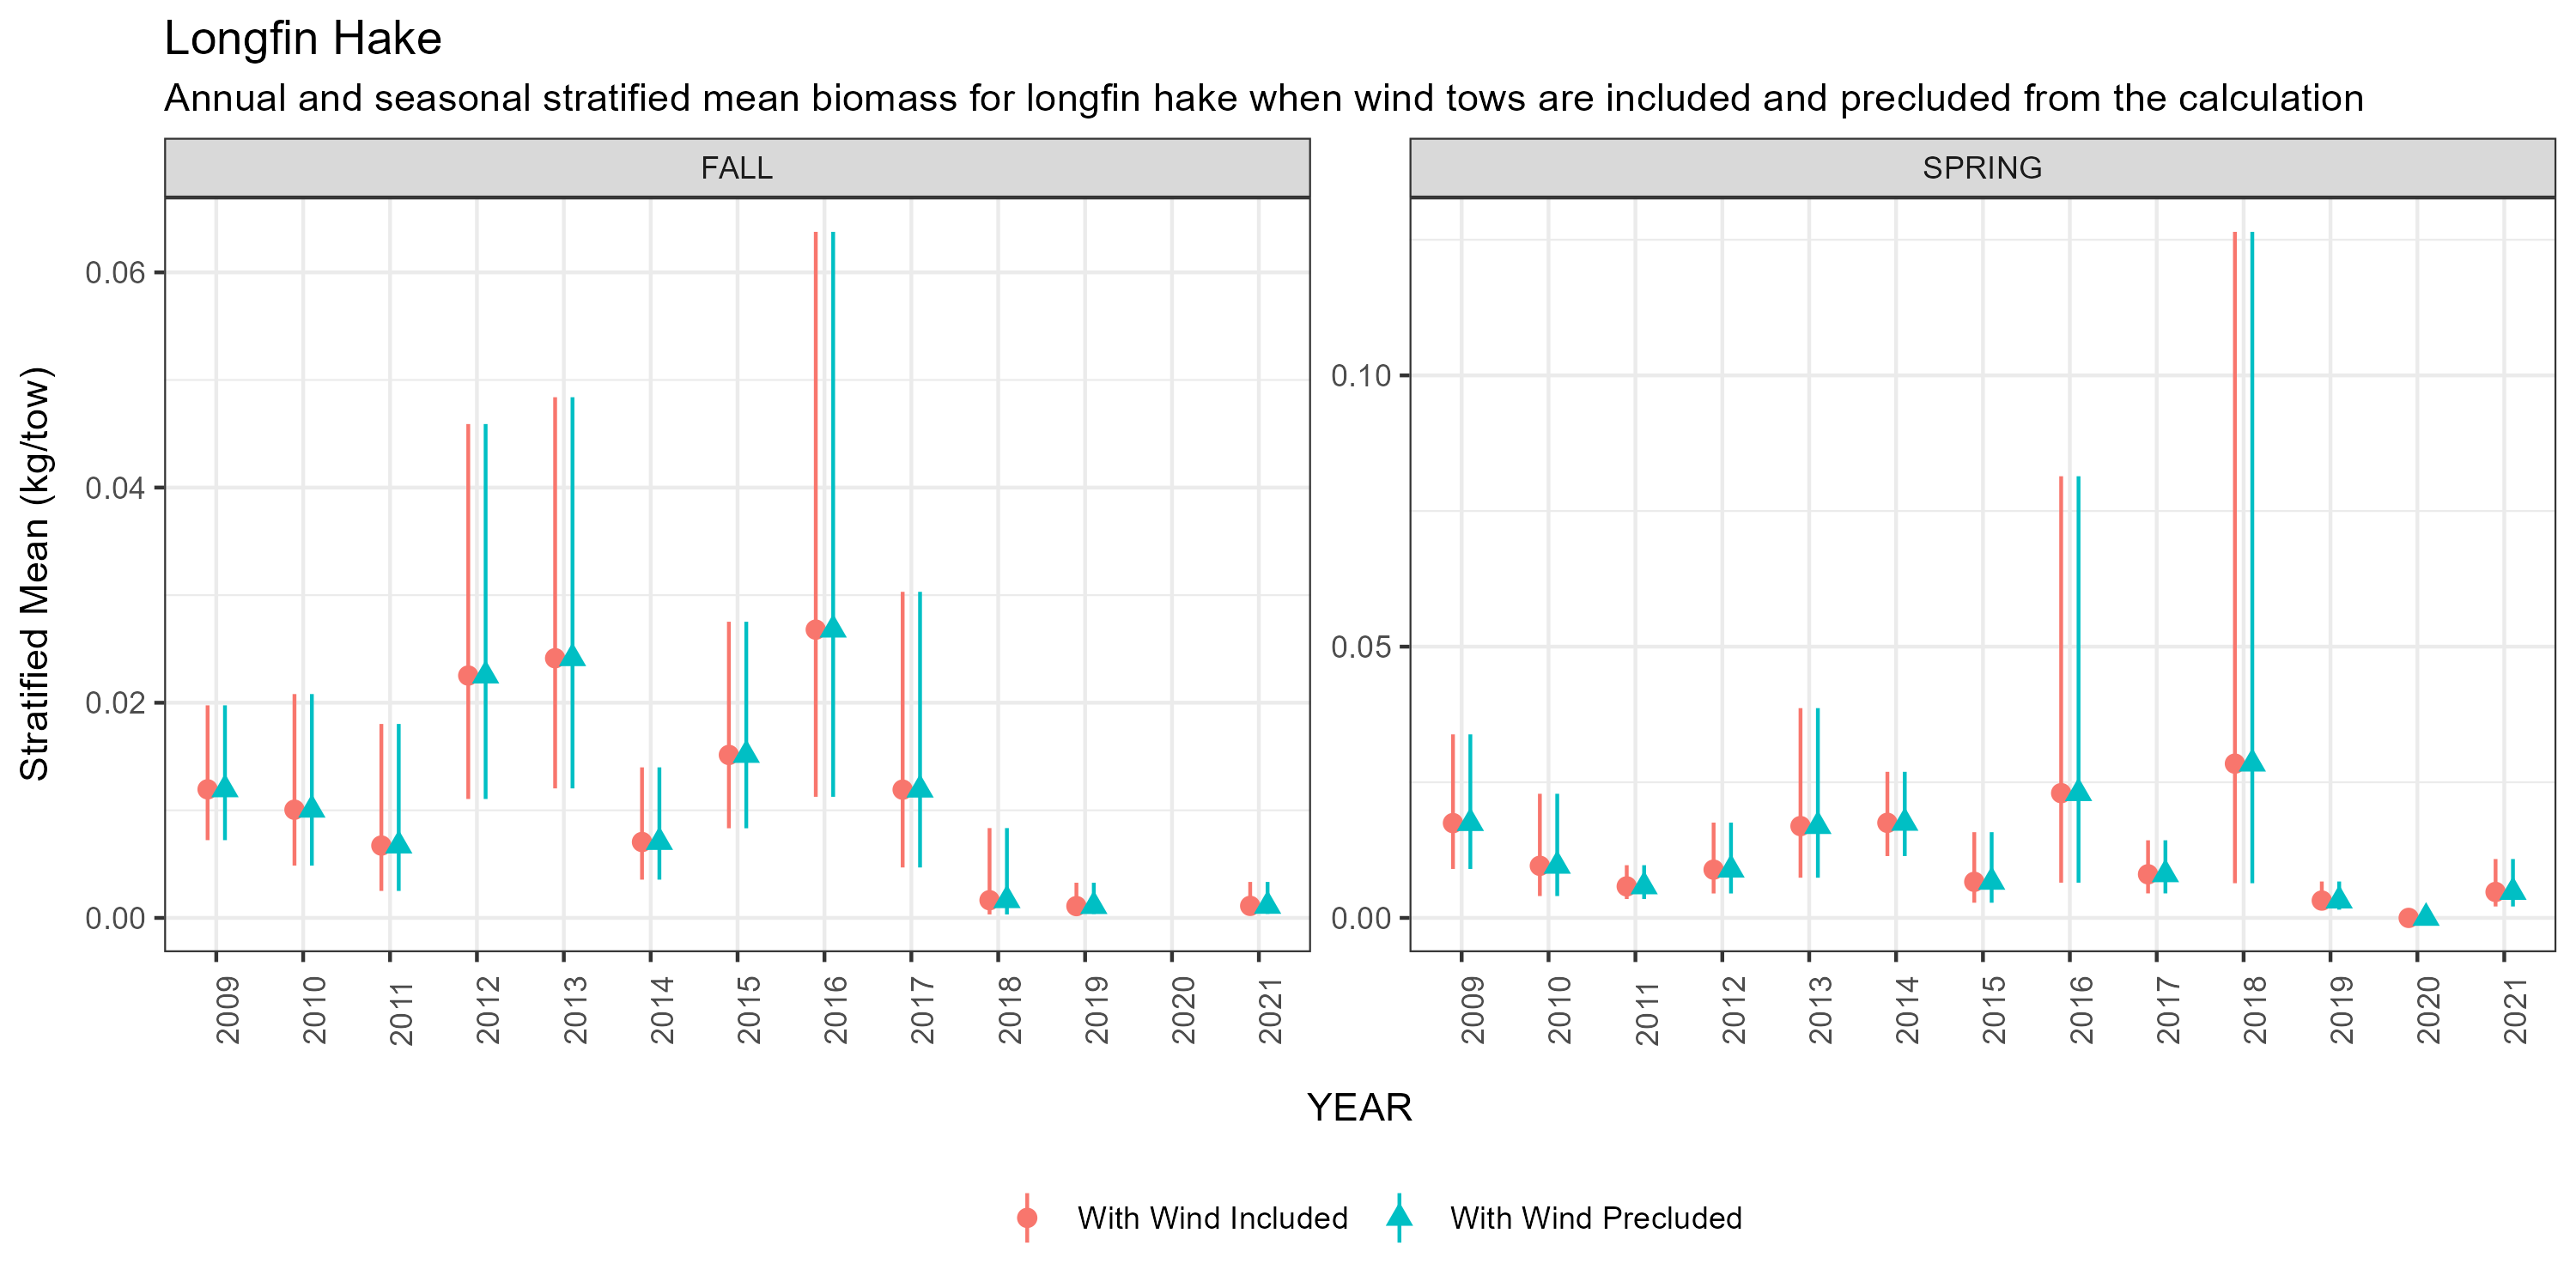 Longfin Hake
Annual and seasonal stratified mean biomass for longfin hake when wind tows are included and precluded from the calculation
FALL
SPRING
Stratified Mean (kg/tow)
0.06
0.04
0.02
0.00
0.10
0.05
0.00
2009 2010 2011 2012 2013 2014 2015 2016 2017 2018 2019 2020 2021
2009 2010 2011 2012 2013 2014 2015 2016 2017 2018 2019 2020 2021
YEAR
With Wind Included
With Wind Precluded